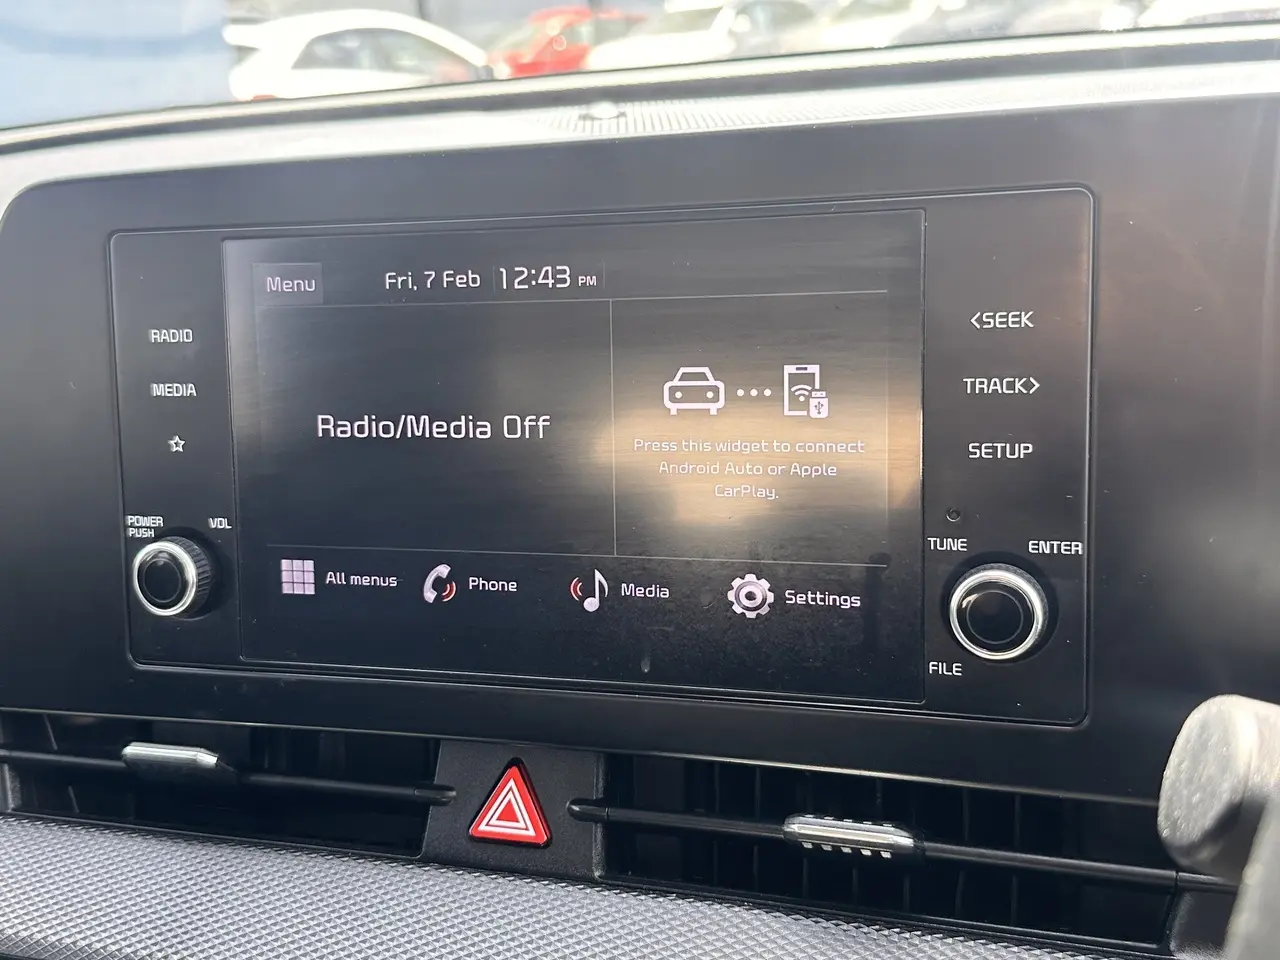 Menu
Fri, 7 Feb
12:43 PM
RADIO
MEDIA
POWER
PUSH
VOL
Radio/Media Off
Press this widget to connect
Android Auto or Apple
CarPlay.
All menus
Phone
Media
Settings
<SEEK
TRACK>
SETUP
TUNE
ENTER
FILE